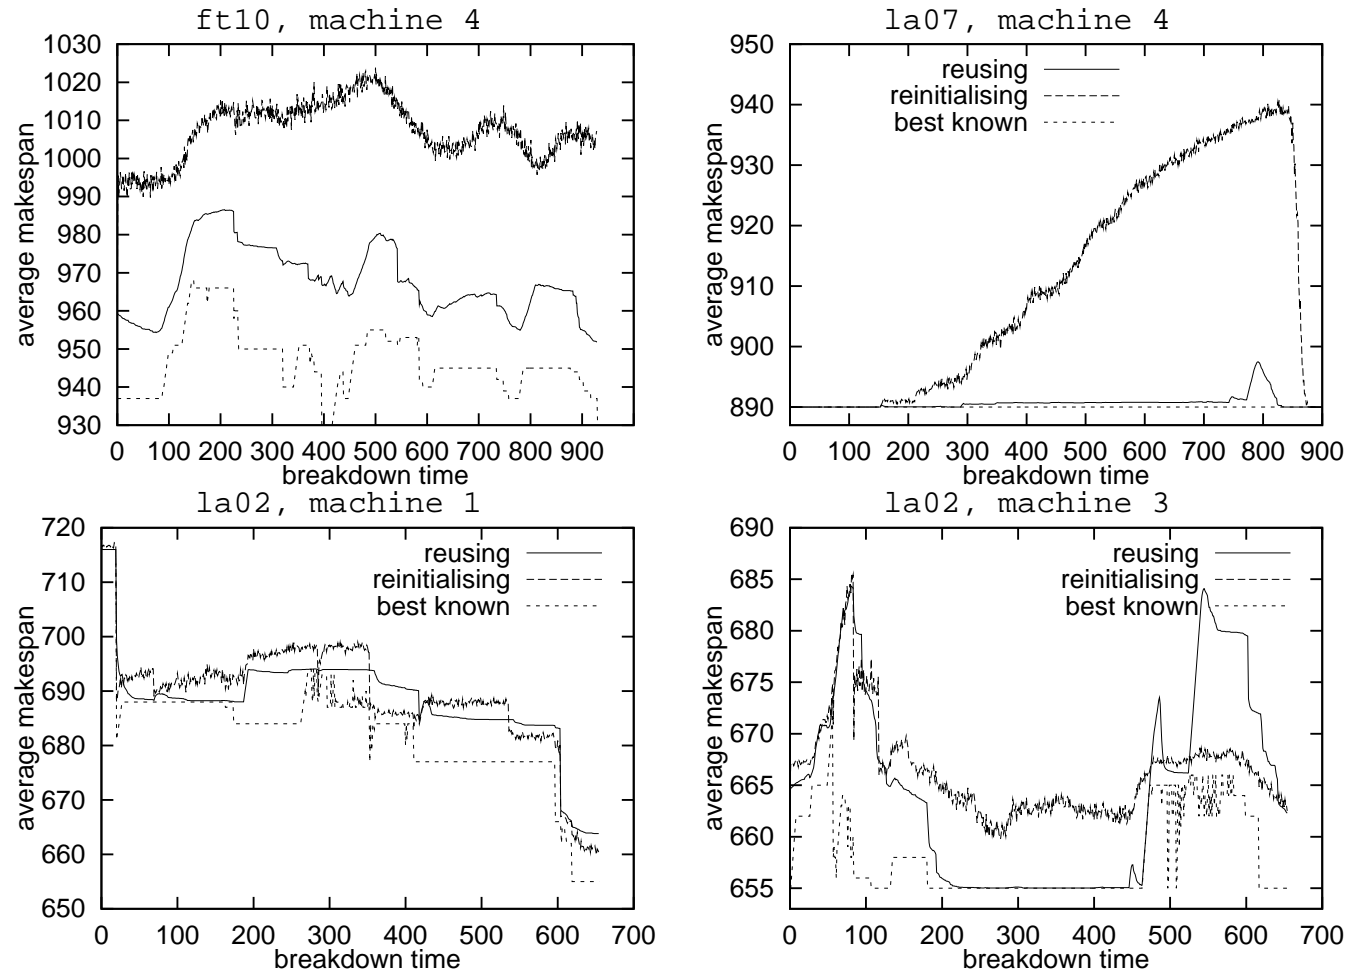 ft10, machine 4
1030
1020
1010
1000
990
980
970
960
950
940
930
average makespan
0 100 200 300 400 500 600 700 800 900
breakdown time
la07, machine 4
950
940
930
920
910
900
890
average makespan
reusing
reinitialising
best known
0 100 200 300 400 500 600 700 800 900
breakdown time
la02, machine 1
720
710
700
690
680
670
660
650
average makespan
reusing
reinitialising
best known
0 100 200 300 400 500 600 700
breakdown time
la02, machine 3
690
685
680
675
670
665
660
655
average makespan
reusing
reinitialising
best known
0 100 200 300 400 500 600 700
breakdown time